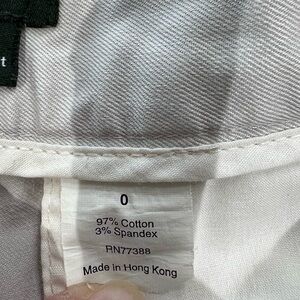 t
0
97% Cotton
3% Spandex
RN77388
Made in Hong Kong